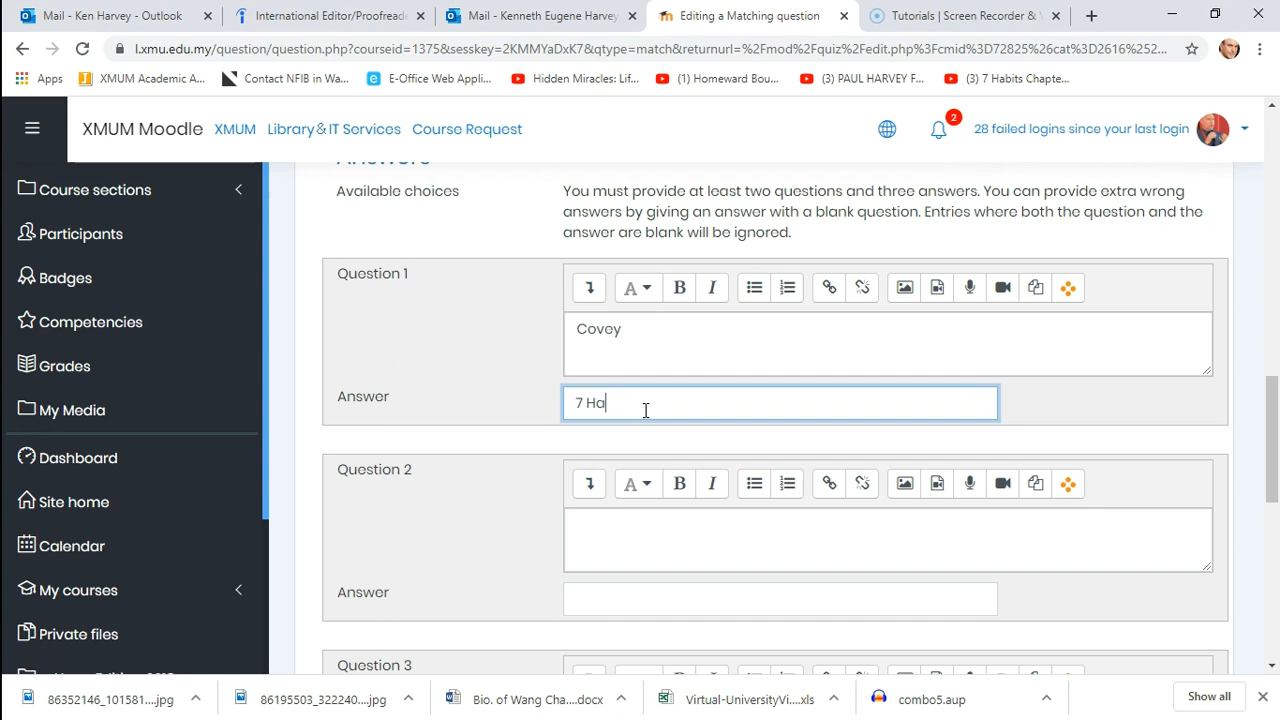 Mail - Ken Harvey - Outlook
International Editor/Proofreade
Mail - Kenneth Eugene Harvey
Editing a Matching question
Tutorials | Screen Recorder & V
l.xmu.edu.my/question/question.php?courseid=1375&sesskey=2KMMYaDxK7&qtype=match&returnurl=%2Fmod%2Fquiz%2Fedit.php%3Fcmid%3D72825%26cat%3D2616%252...
Apps
XMUM Academic A...
Contact NFIB in Wa...
E-Office Web Appli...
Hidden Miracles: Lif...
(1) Homeward Bou...
(3) PAUL HARVEY F...
(3) 7 Habits Chapte...
XMUM Moodle
XMUM
Library & IT Services
Course Request
2
28 failed logins since your last login
Course sections
Participants
Badges
Competencies
Grades
My Media
Dashboard
Site home
Calendar
My courses
Private files
Answers
Available choices
You must provide at least two questions and three answers. You can provide extra wrong
answers by giving an answer with a blank question. Entries where both the question and the
answer are blank will be ignored.
Question 1
A
B
I
Covey
Answer
7 Ha
Question 2
A
B
I
Answer
Question 3
86352146_101581....jpg
86195503_322240....jpg
Bio. of Wang Cha....docx
Virtual-UniversityVi....xls
combo5.aup
Show all